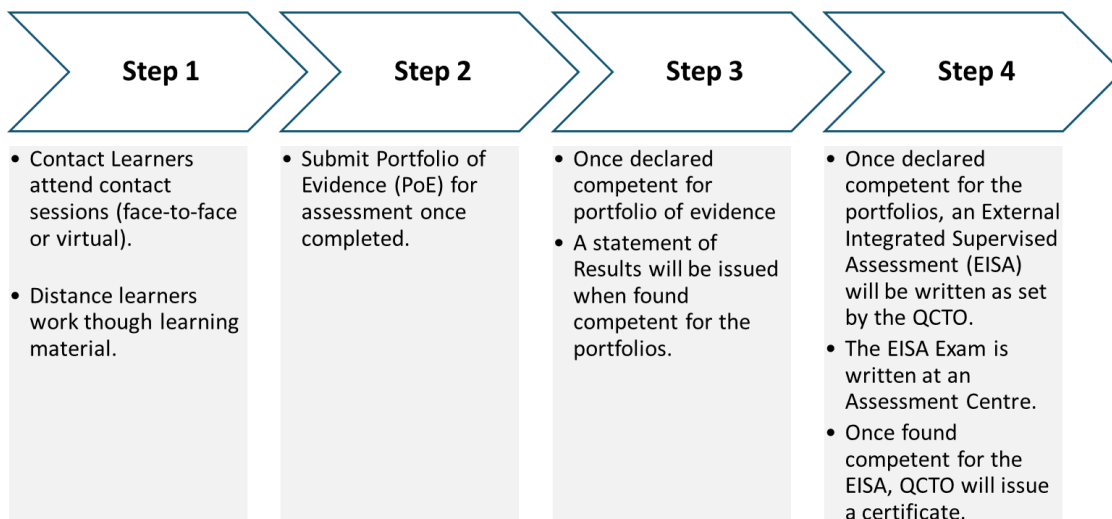 Step 1
• Contact Learners
attend contact
sessions (face-to-face
or virtual).
• Distance learners
work though learning
material.
Step 2
• Submit Portfolio of
Evidence (PoE) for
assessment once
completed.
Step 3
• Once declared
competent for
portfolio of evidence
• A statement of
Results will be issued
when found
competent for the
portfolios.
Step 4
• Once declared
competent for the
portfolios, an External
Integrated Supervised
Assessment (EISA)
will be written as set
by the QCTO.
• The EISA Exam is
written at an
Assessment Centre.
• Once found
competent for the
EISA, QCTO will issue
a certificate.